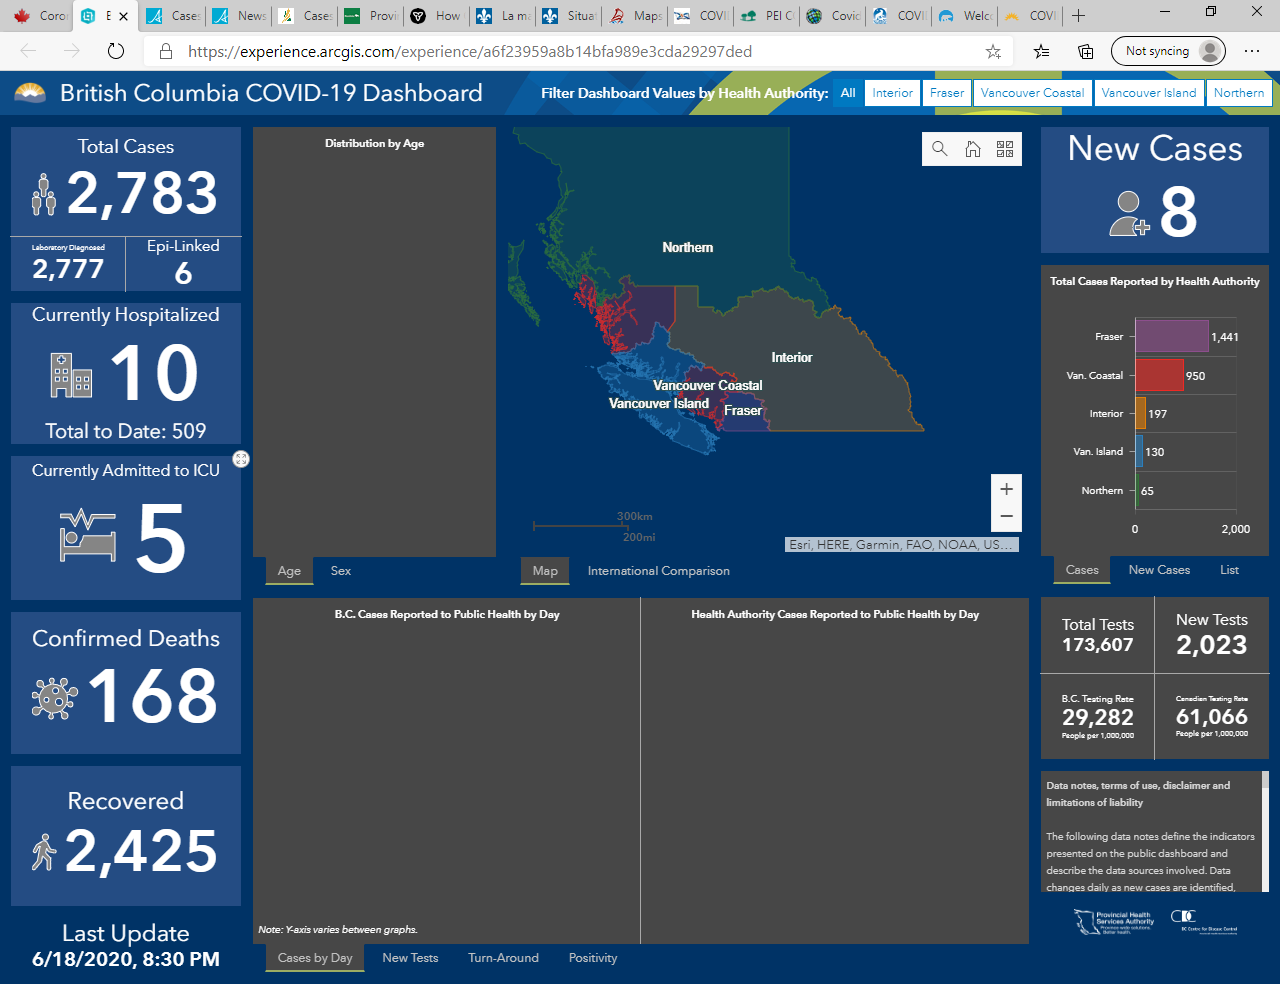 Coror
E
Cases
News
Cases
Provi
How
La ma
Situat
Maps
COVI
PEI C
Covid
COVI
Welc
COVI
https://experience.arcgis.com/experience/a6f23959a8b14bfa989e3cda29297ded
Not syncing
British Columbia COVID-19 Dashboard
Filter Dashboard Values by Health Authority:
All
Interior
Fraser
Vancouver Coastal
Vancouver Island
Northern
Total Cases
2,783
Laboratory Diagnosed
2,777
Epi-Linked
6
Currently Hospitalized
10
Total to Date: 509
Currently Admitted to ICU
5
Confirmed Deaths
168
Recovered
2,425
Last Update
6/18/2020, 8:30 PM
Distribution by Age
Age
Sex
Northern
Interior
Vancouver Coastal
Vancouver Island
Fraser
300km
200mi
Esri, HERE, Garmin, FAO, NOAA, US...
Map
International Comparison
New Cases
8
Total Cases Reported by Health Authority
Fraser
1,441
Van. Coastal
950
Interior
197
Van. Island
130
Northern
65
0
2,000
Cases
New Cases
List
B.C. Cases Reported to Public Health by Day
Health Authority Cases Reported to Public Health by Day
Note: Y-axis varies between graphs.
Cases by Day
New Tests
Turn-Around
Positivity
Total Tests
173,607
New Tests
2,023
B.C. Testing Rate
29,282
People per 1,000,000
Canadian Testing Rate
61,066
People per 1,000,000
Data notes, terms of use, disclaimer and
limitations of liability
The following data notes define the indicators
presented on the public dashboard and
describe the data sources involved. Data
changes daily as new cases are identified,
Provincial Health
Services Authority
Province-wide solutions.
Better health.
BC Centre for Disease Control